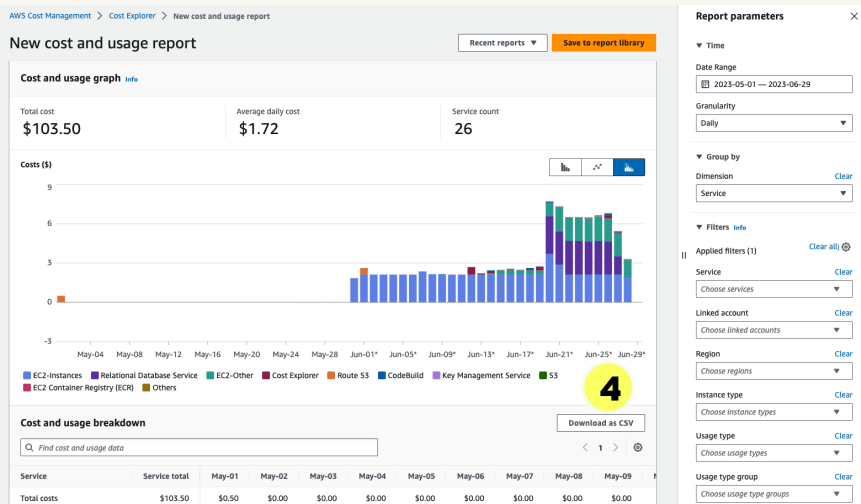 AWS Cost Management > Cost Explorer > New cost and usage report
New cost and usage report
Recent reports ▼
Save to report library
Cost and usage graph Info
Total cost
$103.50
Average daily cost
$1.72
Service count
26
Costs ($)
9
6
3
0
-3
May-04 May-08 May-12 May-16 May-20 May-24 May-28 Jun-01* Jun-05* Jun-09* Jun-13* Jun-17* Jun-21* Jun-25* Jun-29*
EC2-Instances Relational Database Service EC2-Other Cost Explorer Route 53 CodeBuild Key Management Service S3
EC2 Container Registry (ECR) Others
4
Cost and usage breakdown
Download as CSV
Find cost and usage data
< 1 >
Service Service total May-01 May-02 May-03 May-04 May-05 May-06 May-07 May-08 May-09
Total costs $103.50 $0.50 $0.00 $0.00 $0.00 $0.00 $0.00 $0.00 $0.00 $0.00
Report parameters
▼ Time
Date Range
2023-05-01 — 2023-06-29
Granularity
Daily
▼ Group by
Dimension Clear
Service
▼ Filters Info
Applied filters (1) Clear all
Service Clear
Choose services
Linked account Clear
Choose linked accounts
Region Clear
Choose regions
Instance type Clear
Choose instance types
Usage type Clear
Choose usage types
Usage type group Clear
Choose usage type groups